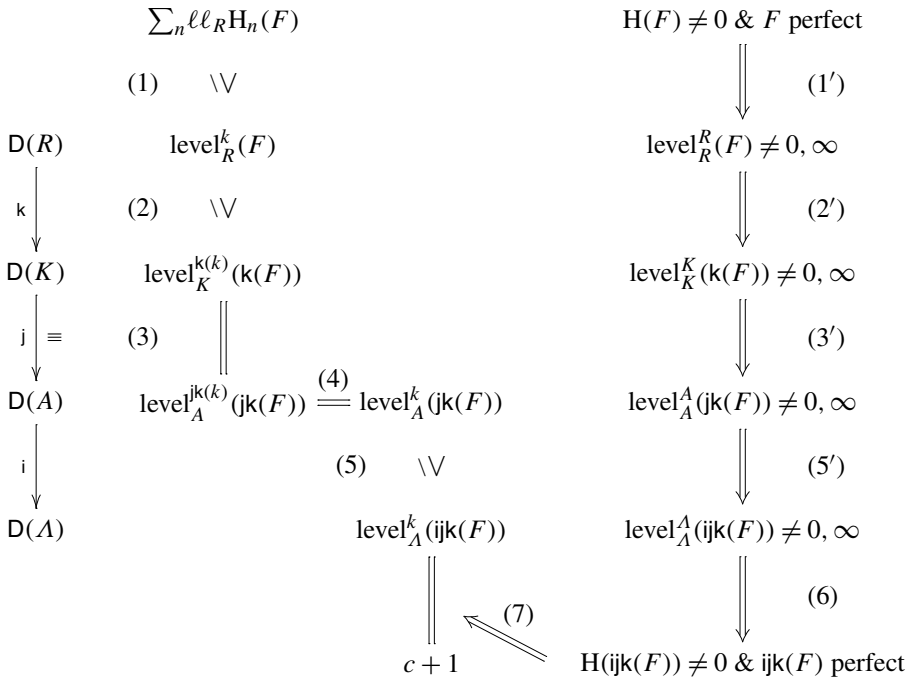 ∑ₙ ℓℓ_R H_n(F) H(F) ≠ 0 & F perfect
(1) \∨ (1′)
D(R) level_R^k(F) level_R^R(F) ≠ 0, ∞
k (2) \∨ (2′)
D(K) level_K^{k(k)}(k(F)) level_K^K(k(F)) ≠ 0, ∞
j ≡ (3) (3′)
D(A) level_A^{jk(k)}(jk(F)) (4) level_A^k(jk(F)) level_A^A(jk(F)) ≠ 0, ∞
i (5) \∨ (5′)
D(Λ) level_Λ^k(ijk(F)) level_Λ^Λ(ijk(F)) ≠ 0, ∞
(7) (6)
c + 1 H(ijk(F)) ≠ 0 & ijk(F) perfect